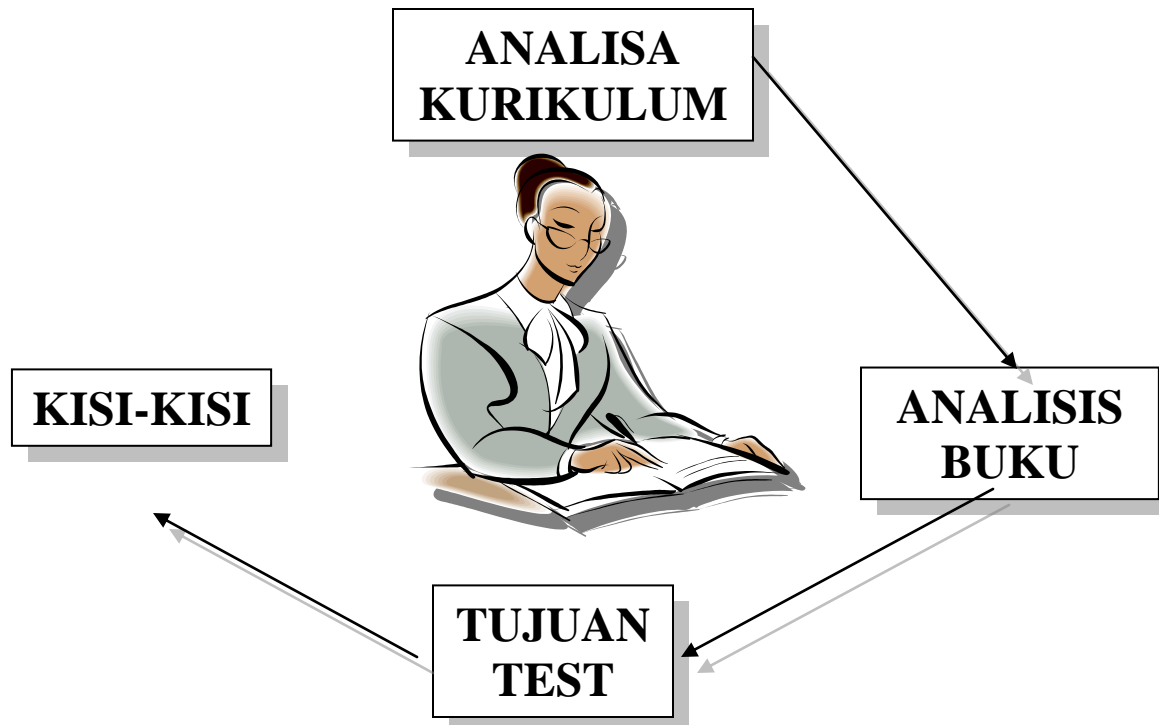 ANALISA
KURIKULUM
KISI-KISI
ANALISIS
BUKU
TUJUAN
TEST